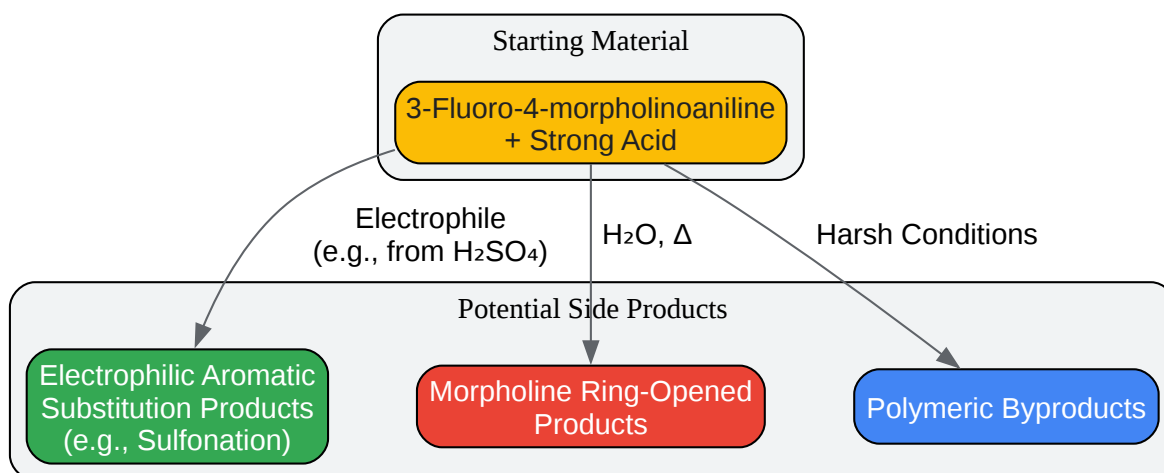 Starting Material
3-Fluoro-4-morpholinoaniline
+ Strong Acid
Electrophile
(e.g., from H₂SO₄)
H₂O, Δ
Harsh Conditions
Potential Side Products
Electrophilic Aromatic
Substitution Products
(e.g., Sulfonation)
Morpholine Ring-Opened
Products
Polymeric Byproducts